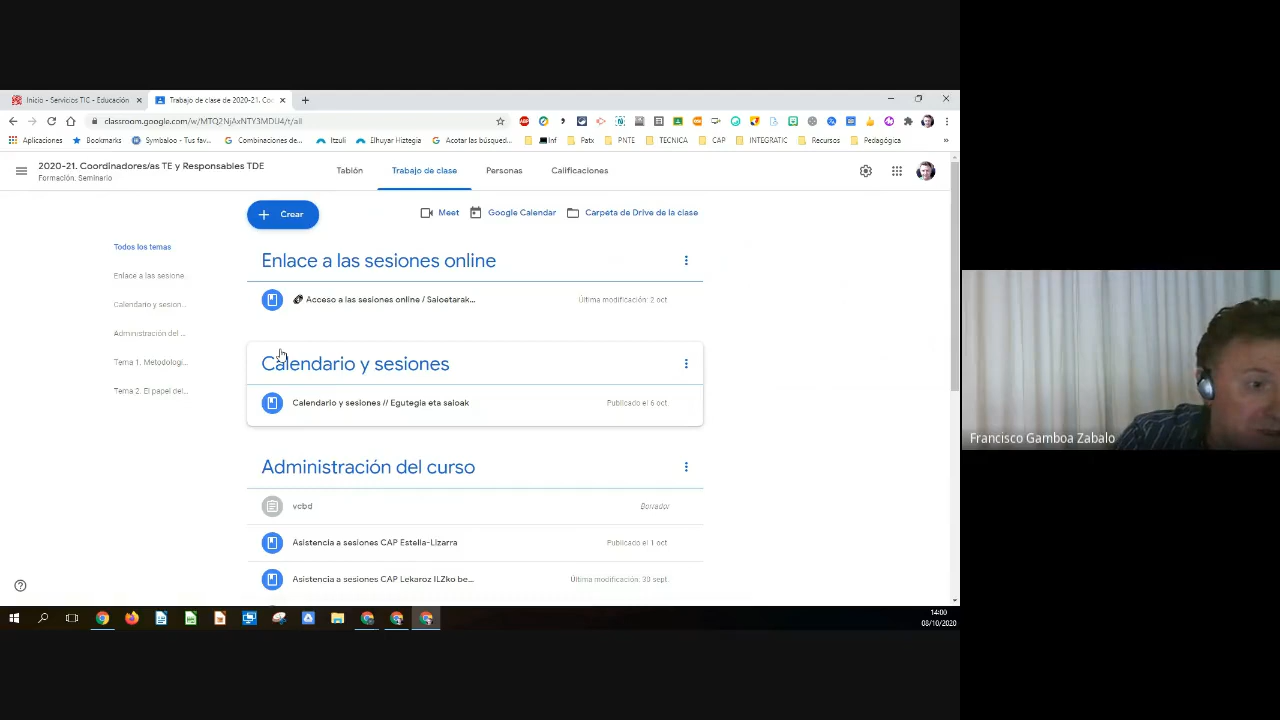 Inicio - Servicios TIC - Educación
Trabajo de clase de 2020-21. Co
classroom.google.com/w/MTQ2NjAxNTY3MDU4/t/all
Aplicaciones Bookmarks Symbaloo - Tus fav... Combinaciones de... Itzuli Elhuyar Hiztegia Acotar las búsqued... Inf Patx PNTE TECNICA CAP INTEGRATIC Recursos Pedagógica »
2020-21. Coordinadores/as TE y Responsables TDE
Formación, Seminario
Tablón Trabajo de clase Personas Calificaciones
+ Crear
Meet Google Calendar Carpeta de Drive de la clase
Todos los temas
Enlace a las sesione...
Calendario y sesion...
Administración del ...
Tema 1. Metodologí...
Tema 2. El papel del...
Enlace a las sesiones online
Acceso a las sesiones online / Saioetarak... Última modificación: 2 oct.
Calendario y sesiones
Calendario y sesiones // Egutegia eta saioak Publicado el 6 oct.
Administración del curso
vcbd Borrador
Asistencia a sesiones CAP Estella-Lizarra Publicado el 1 oct.
Asistencia a sesiones CAP Lekaroz ILZko be... Última modificación: 30 sept.
14:00
08/10/2020
Francisco Gamboa Zabalo